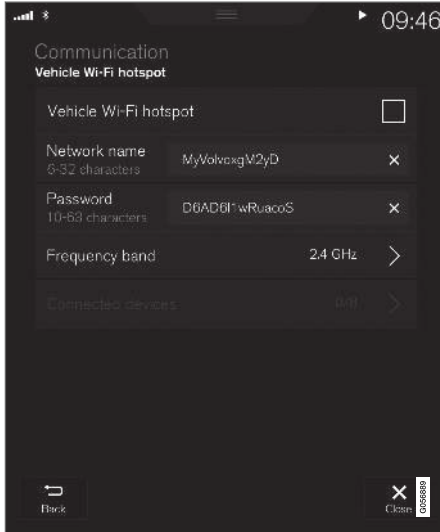 09:46
Communication
Vehicle Wi-Fi hotspot
Vehicle Wi-Fi hotspot
Network name
6-32 characters
MyVolvoxgM2yD
Password
10-63 characters
D6AD6l1wRuacoS
Frequency band
2.4 GHz
Connected devices
Back
Close
G056889